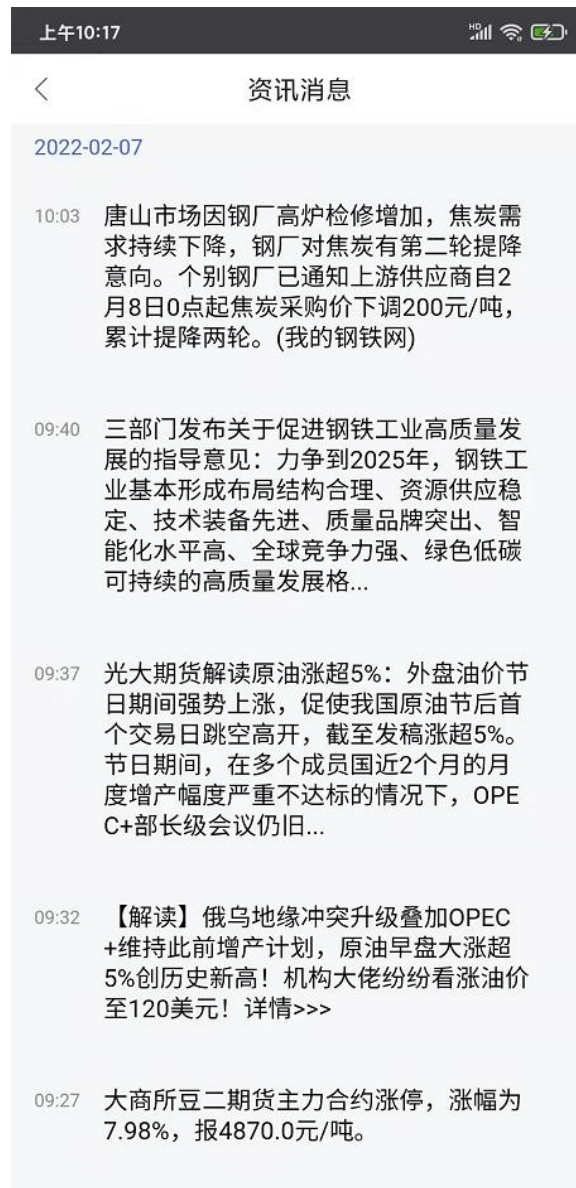 上午10:17
HD
资讯消息
2022-02-07
10:03
唐山市场因钢厂高炉检修增加，焦炭需
求持续下降，钢厂对焦炭有第二轮提降
意向。个别钢厂已通知上游供应商自2
月8日0点起焦炭采购价下调200元/吨，
累计提降两轮。(我的钢铁网)
09:40
三部门发布关于促进钢铁工业高质量发
展的指导意见：力争到2025年，钢铁工
业基本形成布局结构合理、资源供应稳
定、技术装备先进、质量品牌突出、智
能化水平高、全球竞争力强、绿色低碳
可持续的高质量发展格...
09:37
光大期货解读原油涨超5%：外盘油价节
日期间强势上涨，促使我国原油节后首
个交易日跳空高开，截至发稿涨超5%。
节日期间，在多个成员国近2个月的月
度增产幅度严重不达标的情况下，OPE
C+部长级会议仍旧...
09:32
【解读】俄乌地缘冲突升级叠加OPEC
+维持此前增产计划，原油早盘大涨超
5%创历史新高！机构大佬纷纷看涨油价
至120美元！详情>>>
09:27
大商所豆二期货主力合约涨停，涨幅为
7.98%，报4870.0元/吨。